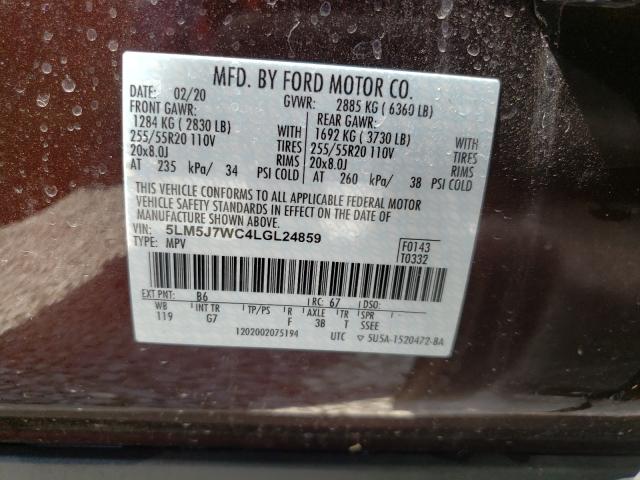 MFD. BY FORD MOTOR CO.
DATE: 02/20 GVWR: 2885 KG ( 6360 LB)
FRONT GAWR: REAR GAWR:
1284 KG ( 2830 LB) WITH 1692 KG ( 3730 LB) WITH
255/55R20 110V TIRES 255/55R20 110V TIRES
20x8.0J RIMS 20x8.0J RIMS
AT 235 kPa/ 34 PSI COLD AT 260 kPa/ 38 PSI COLD
THIS VEHICLE CONFORMS TO ALL APPLICABLE FEDERAL MOTOR
VEHICLE SAFETY STANDARDS IN EFFECT ON THE DATE OF
MANUFACTURE SHOWN ABOVE.
VIN: 5LM5J7WC4LGL24859
TYPE: MPV F0143
T0332
EXT PNT: B6 RC: 67 DSO:
WB INT TR TP/PS R AXLE TR SPR
119 G7 F 3B T SSEE
1202002075194 UTC ▽ 5U5A-1520472-BA